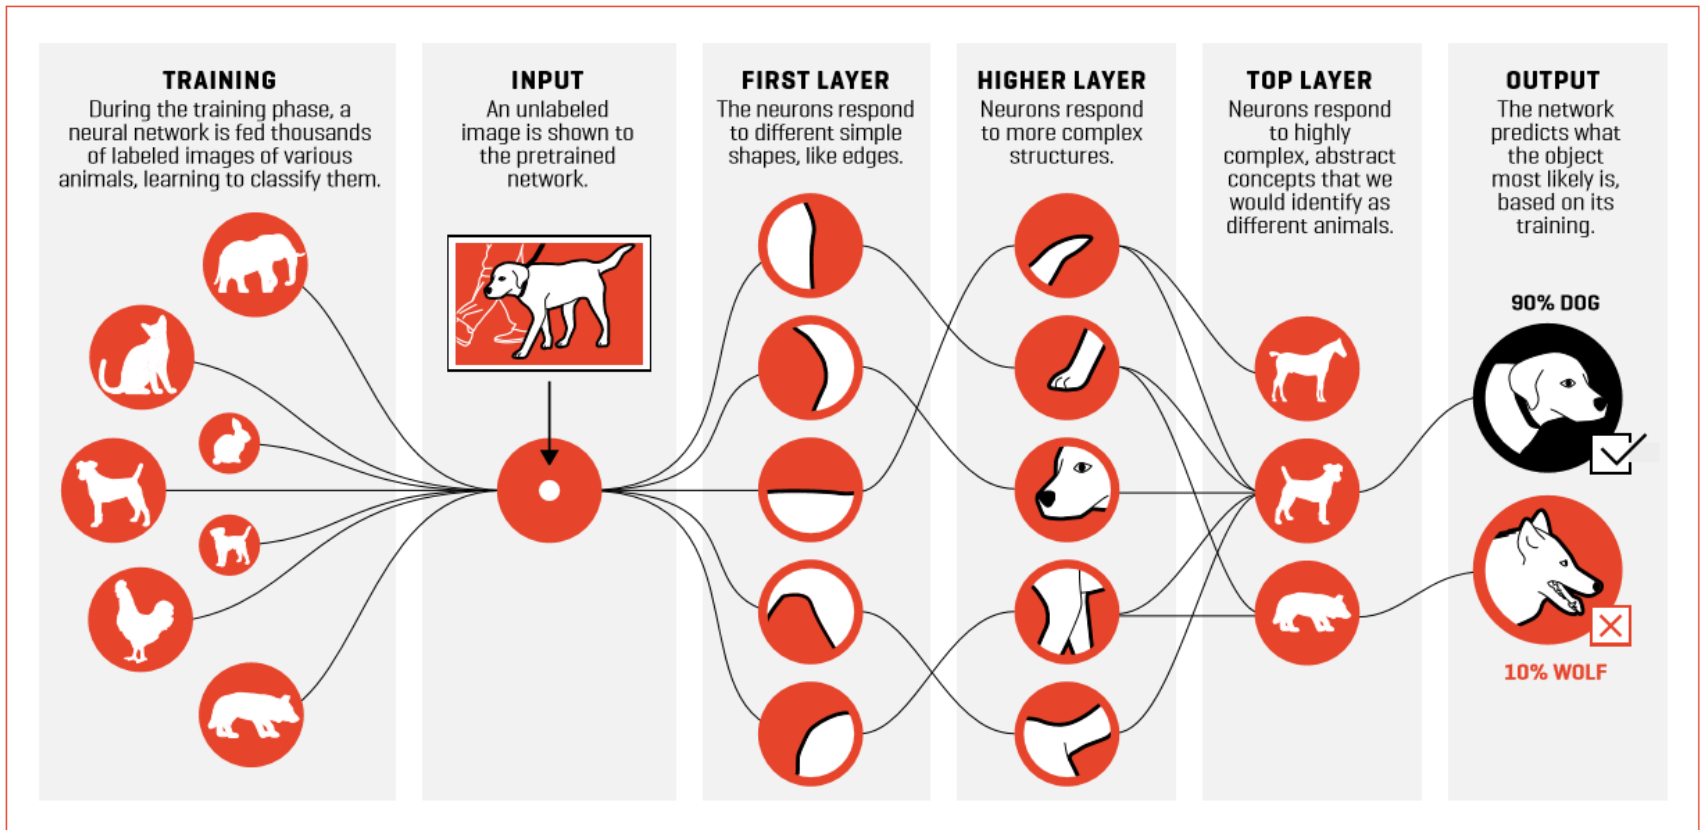 TRAINING
During the training phase, a
neural network is fed thousands
of labeled images of various
animals, learning to classify them.
INPUT
An unlabeled
image is shown to
the pretrained
network.
FIRST LAYER
The neurons respond
to different simple
shapes, like edges.
HIGHER LAYER
Neurons respond
to more complex
structures.
TOP LAYER
Neurons respond
to highly
complex, abstract
concepts that we
would identify as
different animals.
OUTPUT
The network
predicts what
the object
most likely is,
based on its
training.
90% DOG
10% WOLF